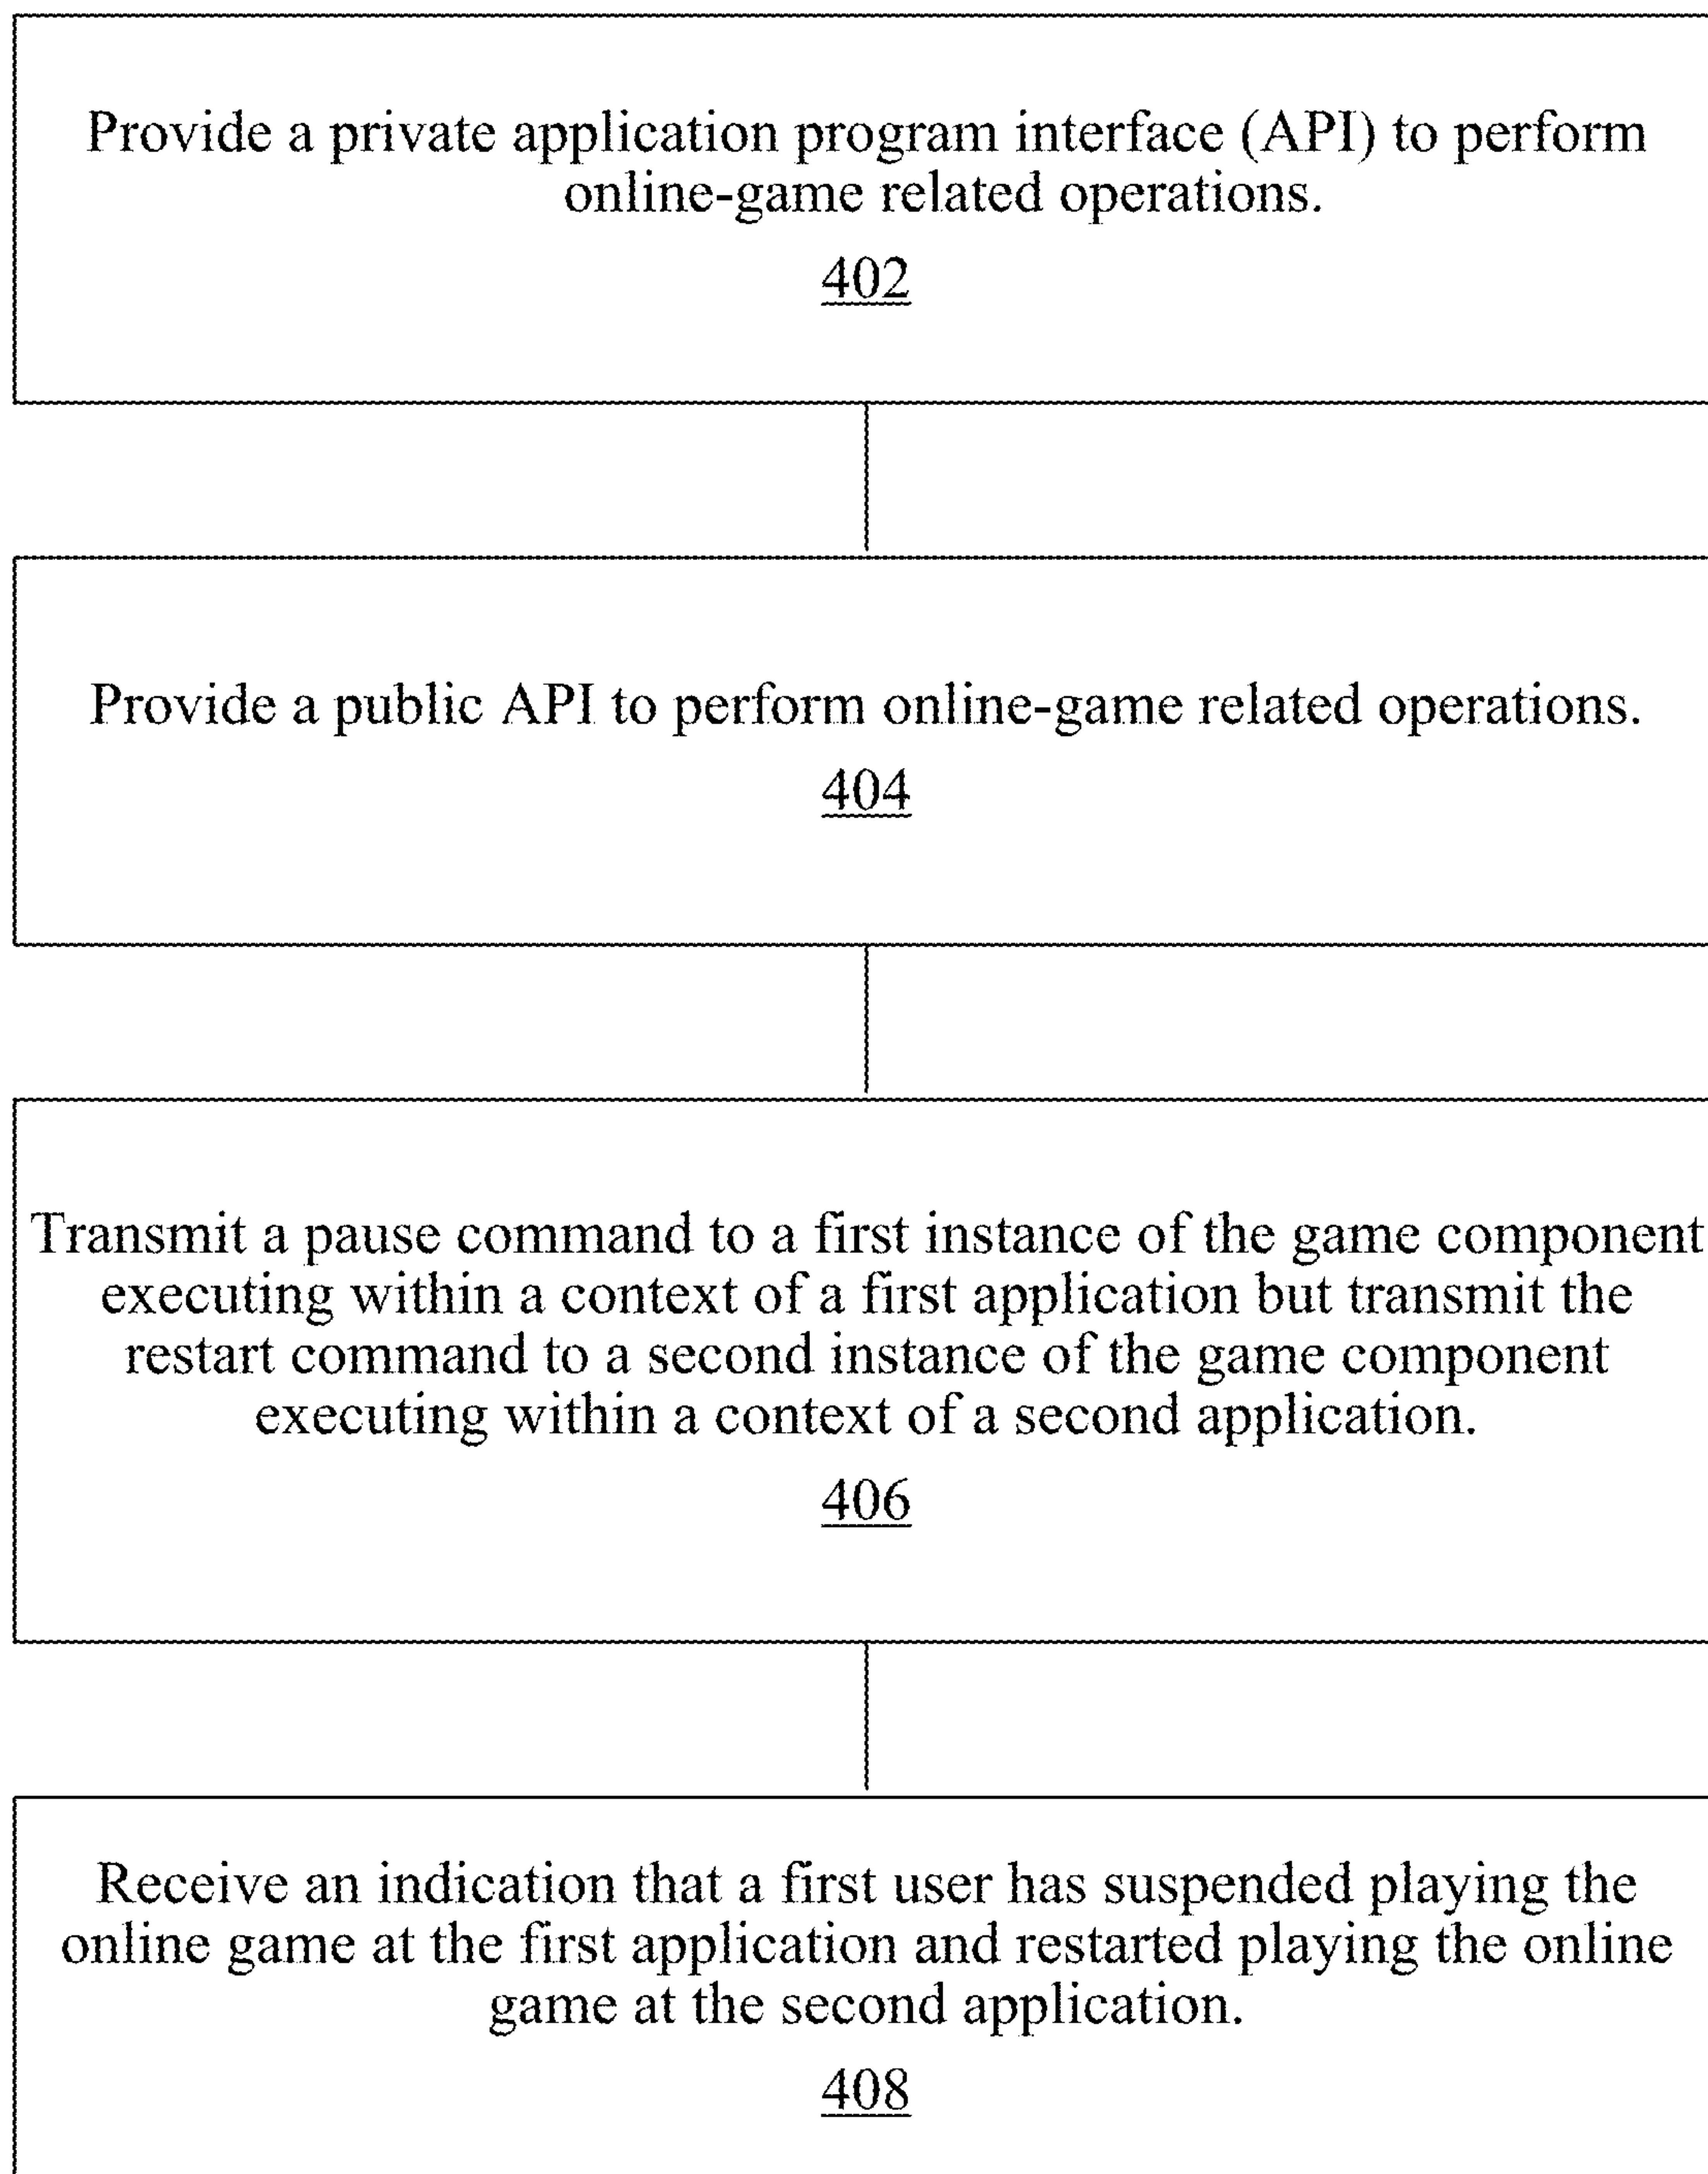 Provide a private application program interface (API) to perform
online-game related operations.
402
Provide a public API to perform online-game related operations.
404
Transmit a pause command to a first instance of the game component
executing within a context of a first application but transmit the
restart command to a second instance of the game component
executing within a context of a second application.
406
Receive an indication that a first user has suspended playing the
online game at the first application and restarted playing the online
game at the second application.
408